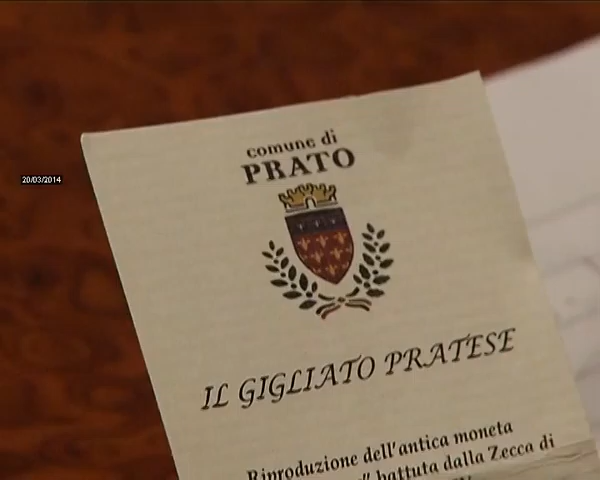 comune di
PRATO
20/03/2014
IL GIGLIATO PRATESE
Riproduzione dell'antica moneta
" battuta dalla Zecca di